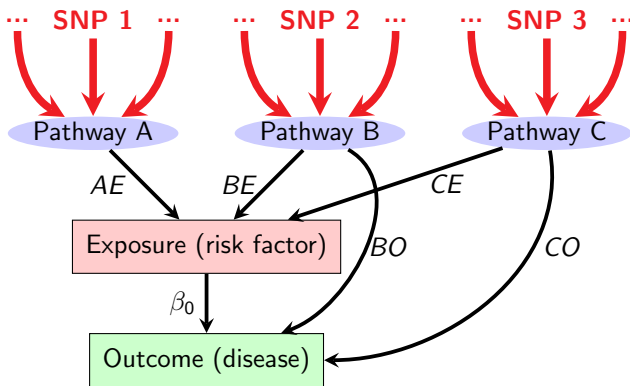 ... SNP 1 ... ... SNP 2 ... ... SNP 3 ...
Pathway A Pathway B Pathway C
AE BE CE
Exposure (risk factor) BO CO
β₀
Outcome (disease)